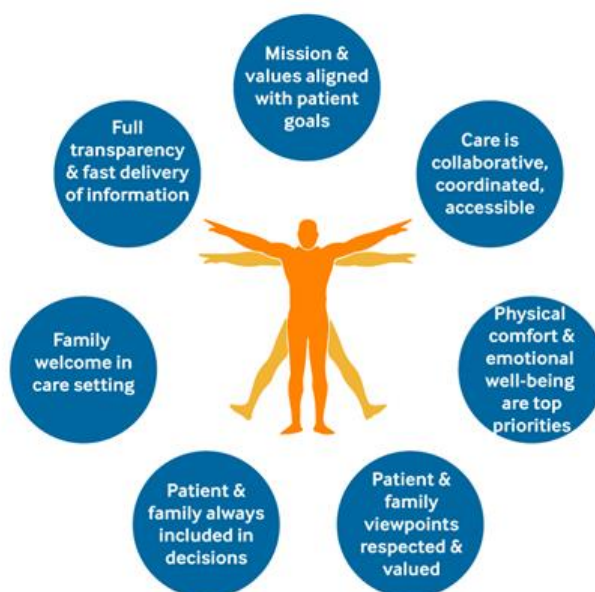 Mission &
values aligned
with patient
goals
Care is
collaborative,
coordinated,
accessible
Physical
comfort &
emotional
well-being
are top
priorities
Patient &
family
viewpoints
respected &
valued
Patient &
family always
included in
decisions
Family
welcome in
care setting
Full
transparency
& fast delivery
of information